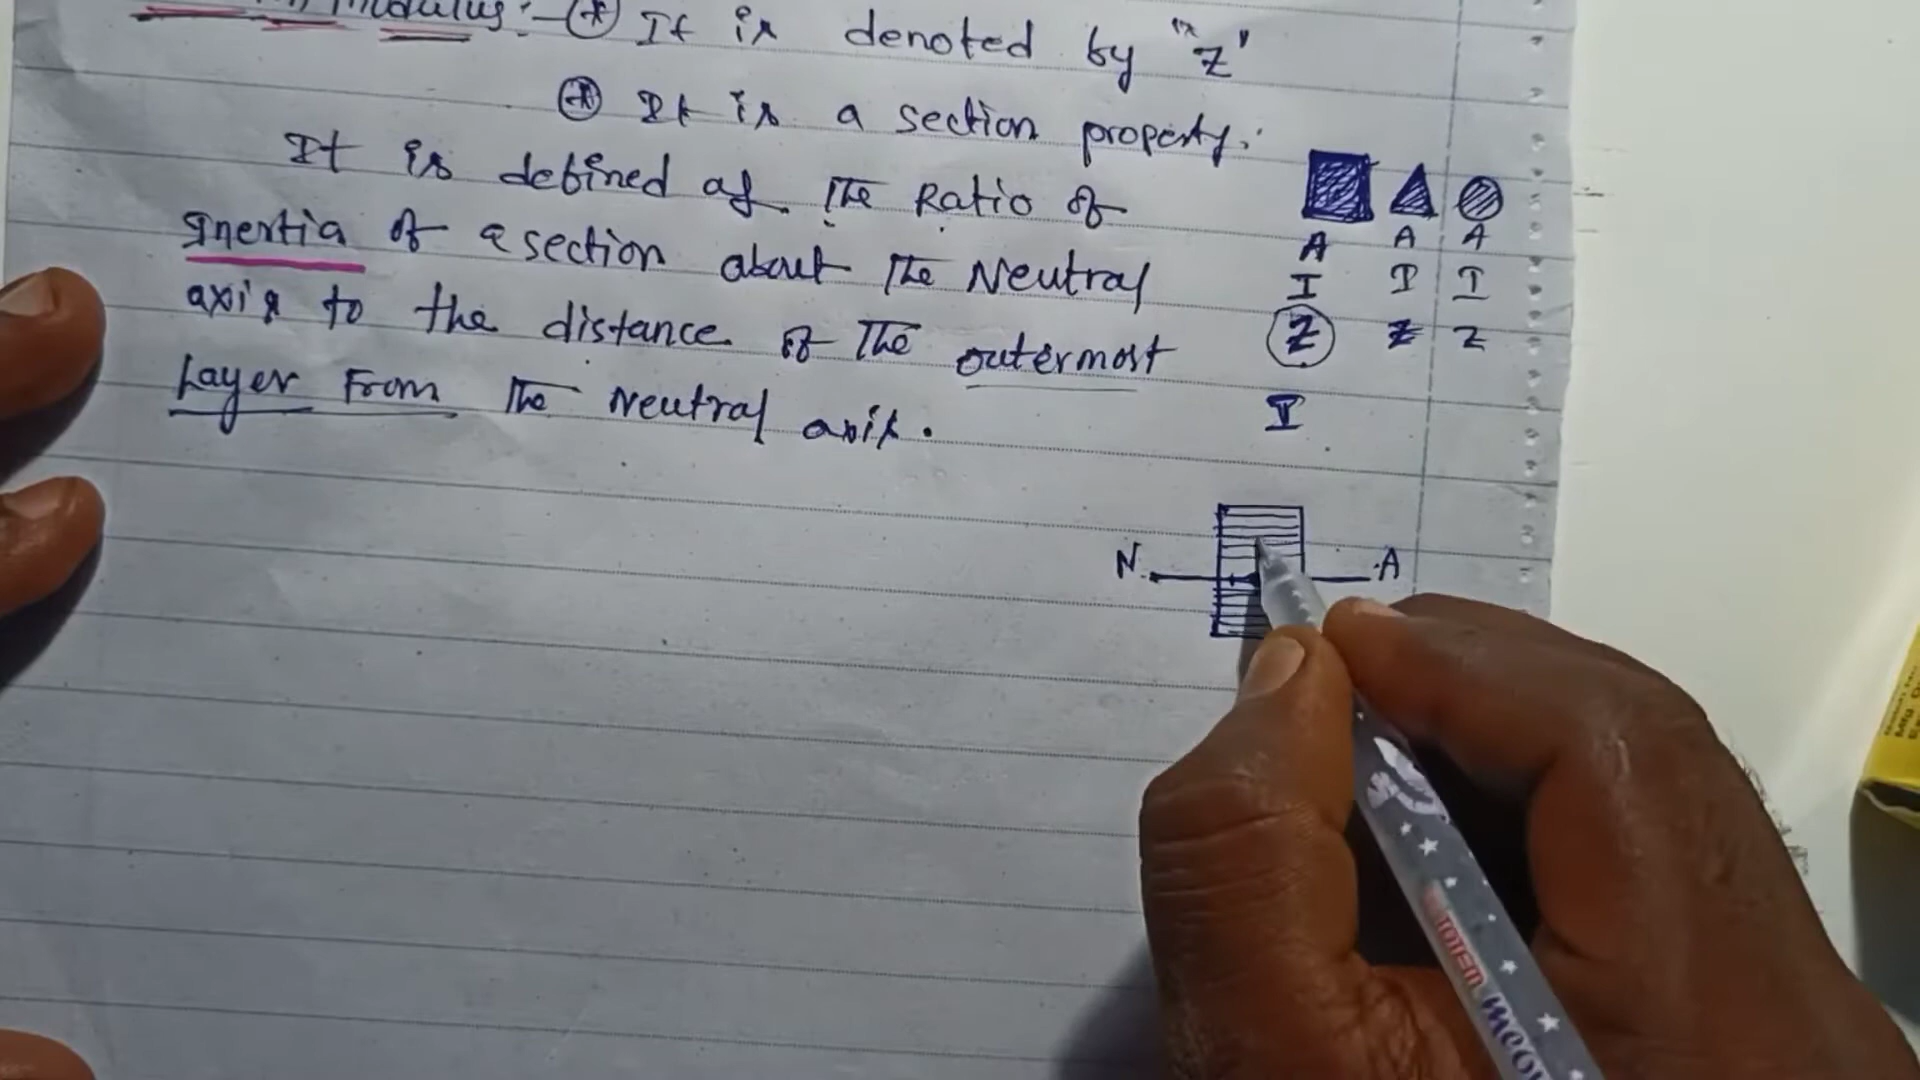 modulus:- * It is denoted by "Z"
* It is a section property.
It is defined as The Ratio of
Inertia of a section about The Neutral
axis to the distance of The outermost
Layer From The Neutral axis.
A A A
I I I
Z Z Z
I
N A
TOTEM